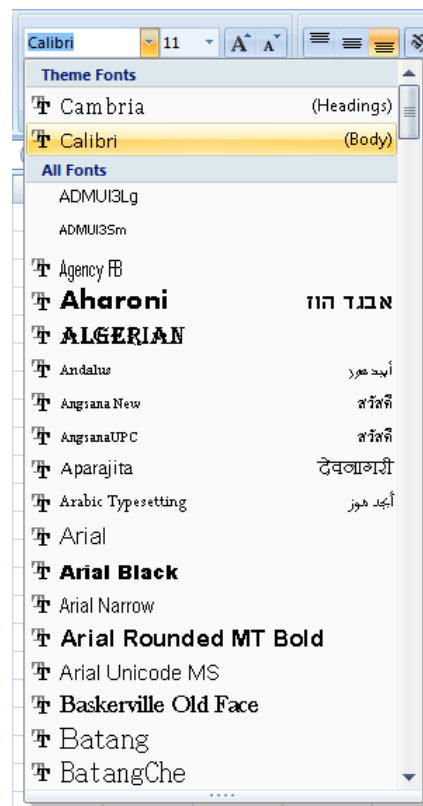 Calibri 11 A A
Theme Fonts
Cambria (Headings)
Calibri (Body)
All Fonts
ADMUI3Lg
ADMUI3Sm
Agency FB
Aharoni אבגד הוז
ALGERIAN
Andalus أبجد هوز
Angsana New สวัสดี
AngsanaUPC สวัสดี
Aparajita देवनागरी
Arabic Typesetting أبجد هوز
Arial
Arial Black
Arial Narrow
Arial Rounded MT Bold
Arial Unicode MS
Baskerville Old Face
Batang
BatangChe